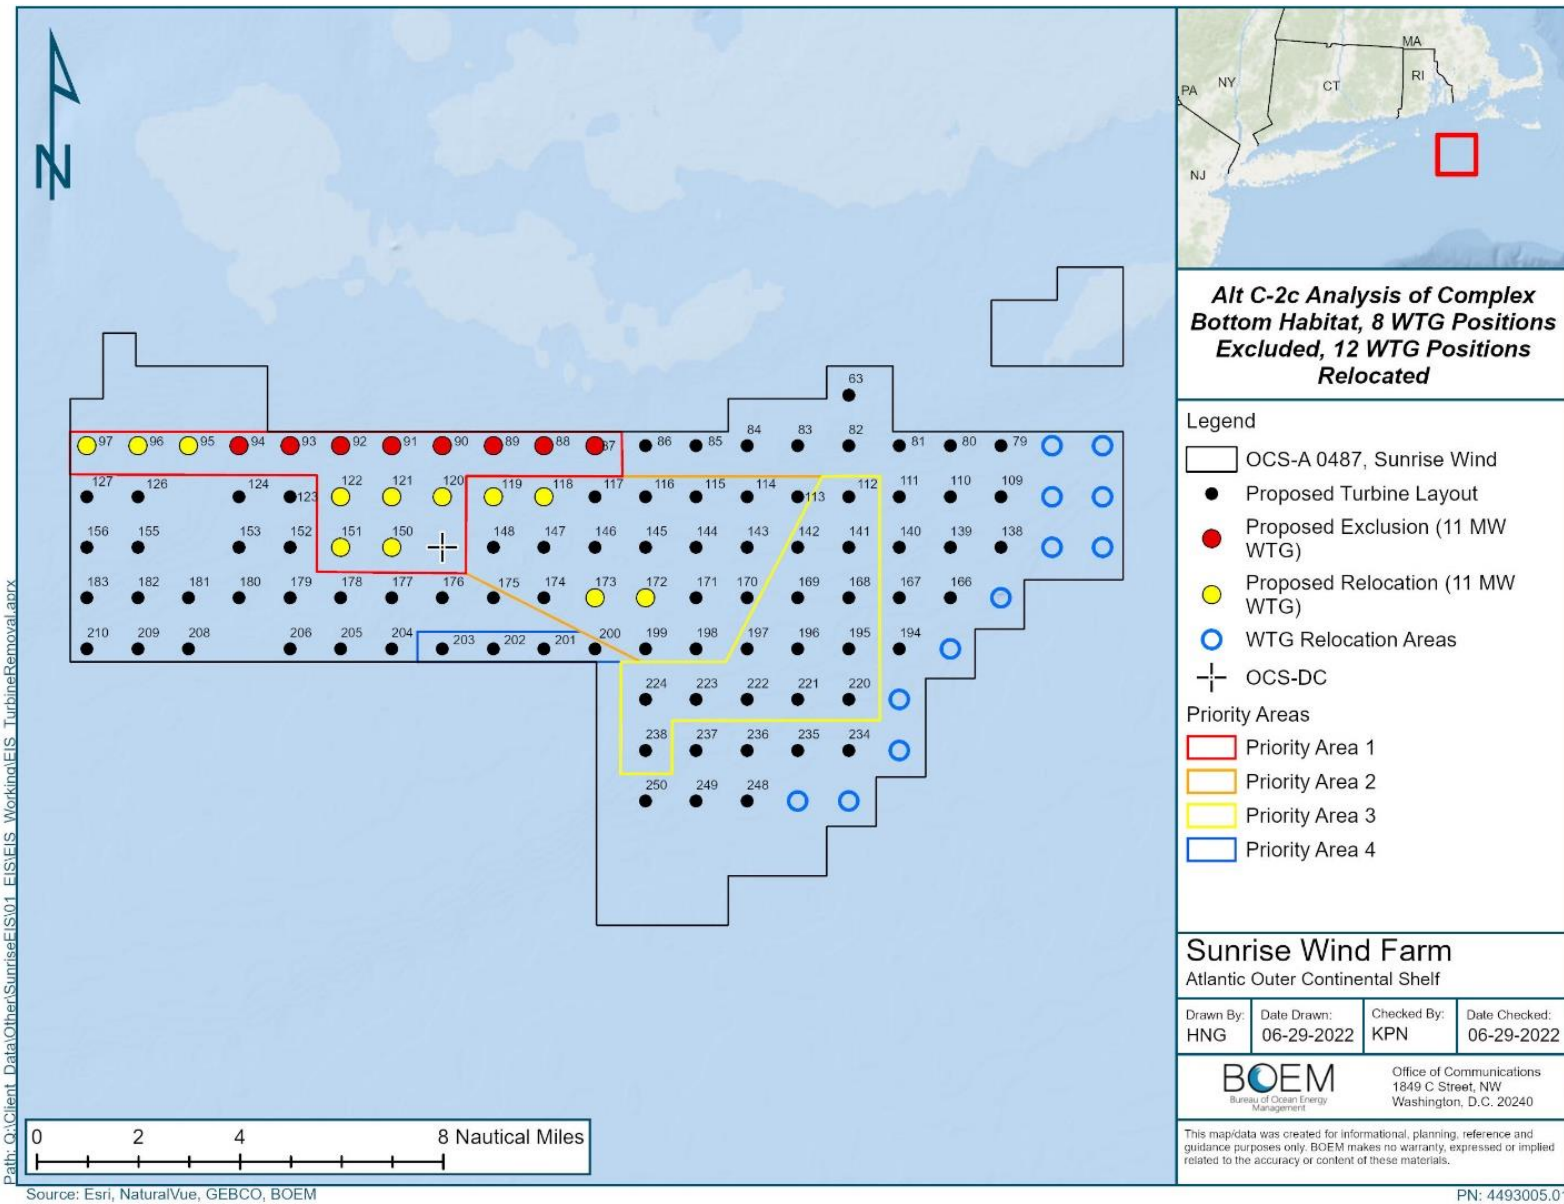 N
PA
NY
NJ
CT
MA
RI
Alt C-2c Analysis of Complex
Bottom Habitat, 8 WTG Positions
Excluded, 12 WTG Positions
Relocated
Legend
OCS-A 0487, Sunrise Wind
Proposed Turbine Layout
Proposed Exclusion (11 MW
WTG)
Proposed Relocation (11 MW
WTG)
WTG Relocation Areas
OCS-DC
Priority Areas
Priority Area 1
Priority Area 2
Priority Area 3
Priority Area 4
Sunrise Wind Farm
Atlantic Outer Continental Shelf
Drawn By:
HNG
Date Drawn:
06-29-2022
Checked By:
KPN
Date Checked:
06-29-2022
BOEM
Bureau of Ocean Energy
Management
Office of Communications
1849 C Street, NW
Washington, D.C. 20240
This map/data was created for informational, planning, reference and
guidance purposes only. BOEM makes no warranty, expressed or implied
related to the accuracy or content of these materials.
PN: 4493005.0
63
97 96 95 94 93 92 91 90 89 88 87 86 85 84 83 82 81 80 79
127 126 124 123 122 121 120 119 118 117 116 115 114 113 112 111 110 109
156 155 153 152 151 150 148 147 146 145 144 143 142 141 140 139 138
183 182 181 180 179 178 177 176 175 174 173 172 171 170 169 168 167 166
210 209 208 206 205 204 203 202 201 200 199 198 197 196 195 194
224 223 222 221 220
238 237 236 235 234
250 249 248
0 2 4 8 Nautical Miles
Source: Esri, NaturalVue, GEBCO, BOEM
Path: Q:\Client_Data\Other\SunriseEIS\01_EIS\EIS_Working\EIS_TurbineRemoval.aprx